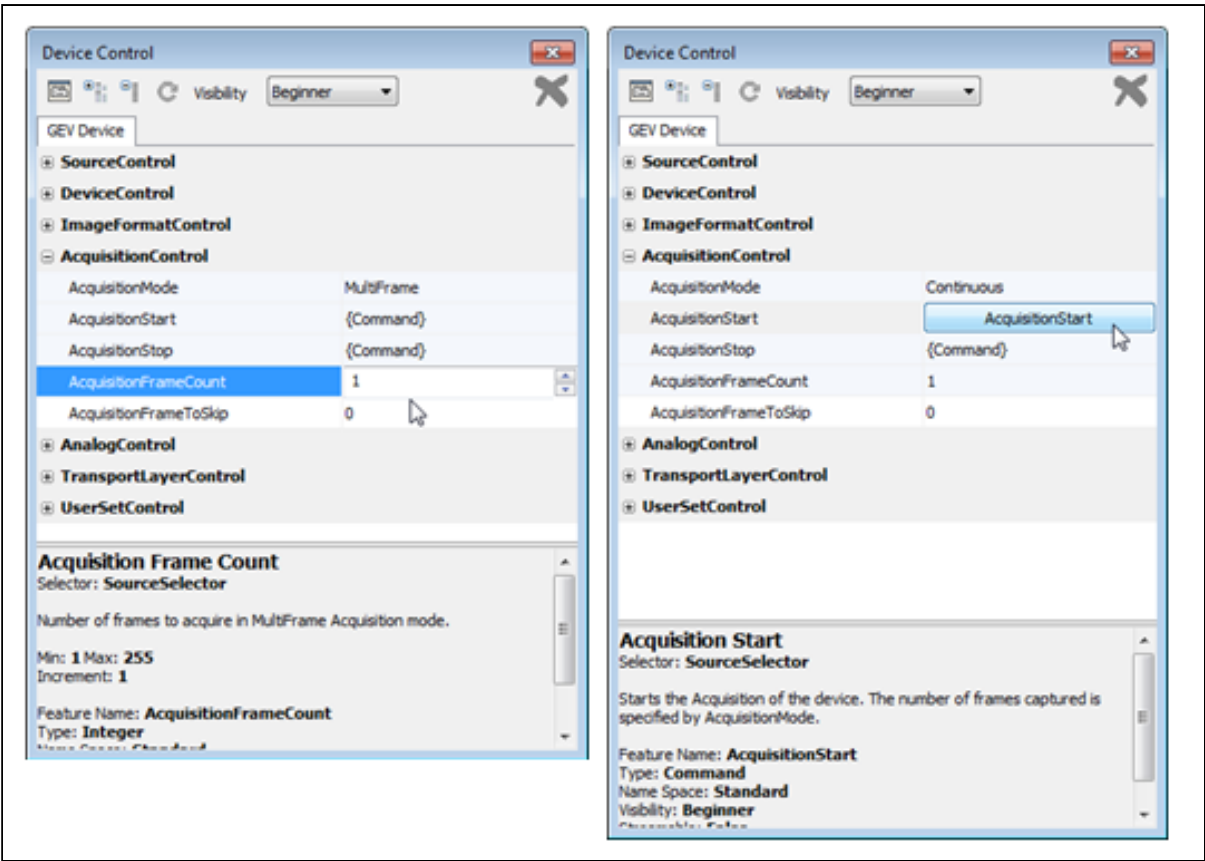 Device Control
Visibility Beginner
GEV Device
SourceControl
DeviceControl
ImageFormatControl
AcquisitionControl
AcquisitionMode MultiFrame
AcquisitionStart {Command}
AcquisitionStop {Command}
AcquisitionFrameCount 1
AcquisitionFrameToSkip 0
AnalogControl
TransportLayerControl
UserSetControl
Acquisition Frame Count
Selector: SourceSelector
Number of frames to acquire in MultiFrame Acquisition mode.
Min: 1 Max: 255
Increment: 1
Feature Name: AcquisitionFrameCount
Type: Integer
Name Space: Standard
Device Control
Visibility Beginner
GEV Device
SourceControl
DeviceControl
ImageFormatControl
AcquisitionControl
AcquisitionMode Continuous
AcquisitionStart AcquisitionStart
AcquisitionStop {Command}
AcquisitionFrameCount 1
AcquisitionFrameToSkip 0
AnalogControl
TransportLayerControl
UserSetControl
Acquisition Start
Selector: SourceSelector
Starts the Acquisition of the device. The number of frames captured is
specified by AcquisitionMode.
Feature Name: AcquisitionStart
Type: Command
Name Space: Standard
Visibility: Beginner